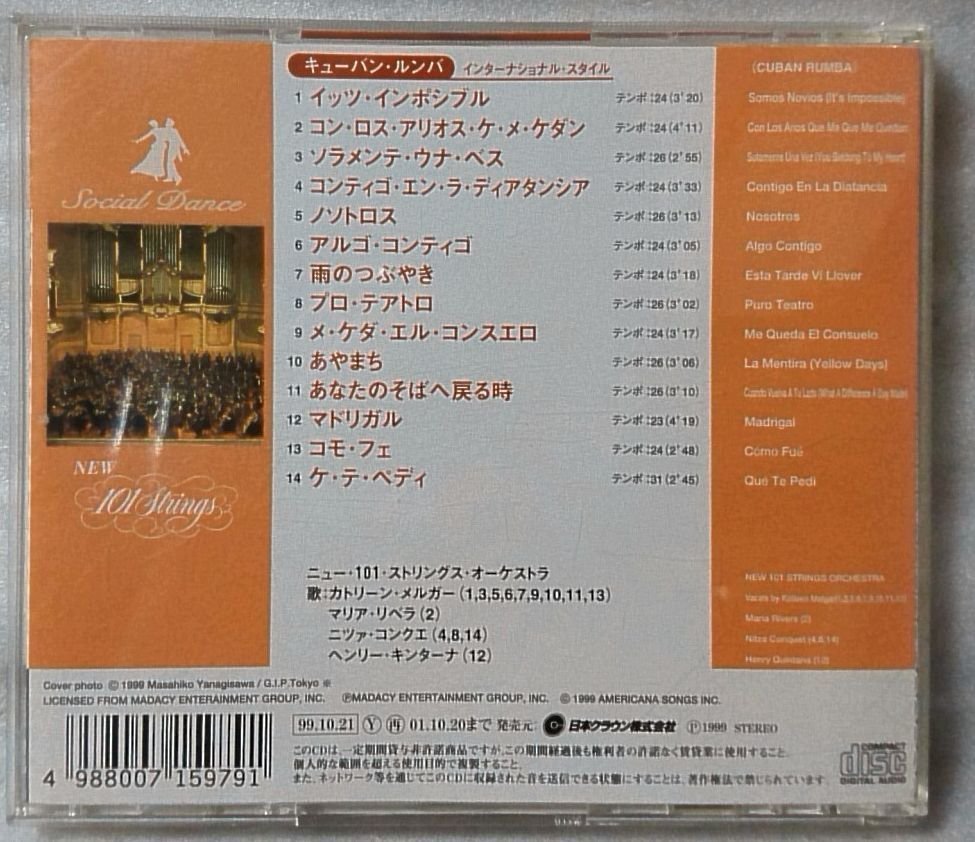 キューバン・ルンバ インターナショナル・スタイル (CUBAN RUMBA)
1 イッツ・インポシブル テンポ:24(3'20) Somos Novios (It's Impossible)
2 コン・ロス・アリオス・ケ・メ・ケダン テンポ:24(4'11) Con Los Anos Que Me Que Me Quedan
3 ソラメンテ・ウナ・ベス テンポ:26(2'55)
4 コンティゴ・エン・ラ・ディアタンシア テンポ:24(3'33) Contigo En La Diatancia
5 ノソトロス テンポ:26(3'13) Nosotros
6 アルゴ・コンティゴ テンポ:24(3'05) Algo Contigo
7 雨のつぶやき テンポ:24(3'18) Esta Tarde Vi Llover
8 プロ・テアトロ テンポ:26(3'02) Puro Teatro
9 メ・ケダ・エル・コンスエロ テンポ:24(3'17) Me Queda El Consuelo
10 あやまち テンポ:26(3'06) La Mentira (Yellow Days)
11 あなたのそばへ戻る時 テンポ:26(3'10)
12 マドリガル テンポ:23(4'19) Madrigal
13 コモ・フェ テンポ:24(2'48) Cómo Fué
14 ケ・テ・ペディ テンポ:31(2'45) Qué Te Pedi
Social Dance
NEW
101 Strings
ニュー・101・ストリングス・オーケストラ
歌:カトリーン・メルガー(1,3,5,6,7,9,10,11,13)
マリア・リベラ(2)
ニツァ・コンクエ(4,8,14)
ヘンリー・キンターナ(12)
NEW 101 STRINGS ORCHESTRA
Maria Rivera (2)
Nitza Conquet (4,8,14)
Henry Quintana (12)
Cover photo ©1999 Masahiko Yanagisawa / G.I.P.Tokyo ※
LICENSED FROM MADACY ENTERAINMENT GROUP, INC. ℗MADACY ENTERTAINMENT GROUP, INC. ©1999 AMERICANA SONGS INC.
99.10.21 Y 再 01.10.20まで 発売元: 日本クラウン株式会社 ℗1999 STEREO
このCDは、一定期間貸与非許諾商品ですが、この期間経過後も権利者の許諾なく賃貸業に使用すること、
個人的な範囲を超える使用目的で複製すること、
また、ネットワーク等を通じてこのCDに収録された音を送信できる状態にすることは、著作権法で禁じられています。
4 988007 159791
COMPACT
disc
DIGITAL AUDIO